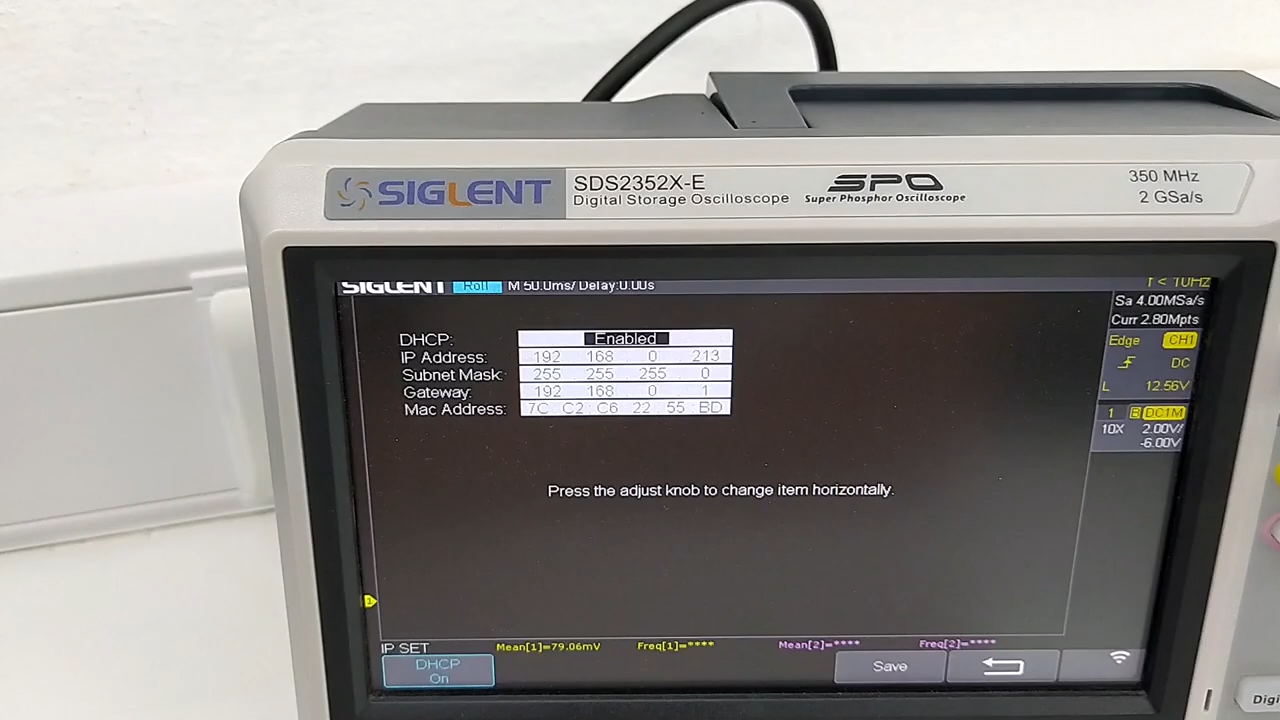 SIGLENT SDS2352X-E SPO 350 MHz
Digital Storage Oscilloscope Super Phosphor Oscilloscope 2 GSa/s
SIGLENT Roll M 50.0ms/ Delay:0.00s f < 10Hz
Sa 4.00MSa/s
Curr 2.80Mpts
Edge CH1
DC
L 12.56V
1 B DC1M
10X 2.00V/
-6.00V
DHCP: Enabled
IP Address: 192 . 168 . 0 . 213
Subnet Mask: 255 . 255 . 255 . 0
Gateway: 192 . 168 . 0 . 1
Mac Address: 7C : C2 : C6 : 22 : 55 : BD
Press the adjust knob to change item horizontally.
1
IP SET Mean[1]=79.06mV Freq[1]=**** Mean[2]=**** Freq[2]=****
DHCP
On
Save
Digi